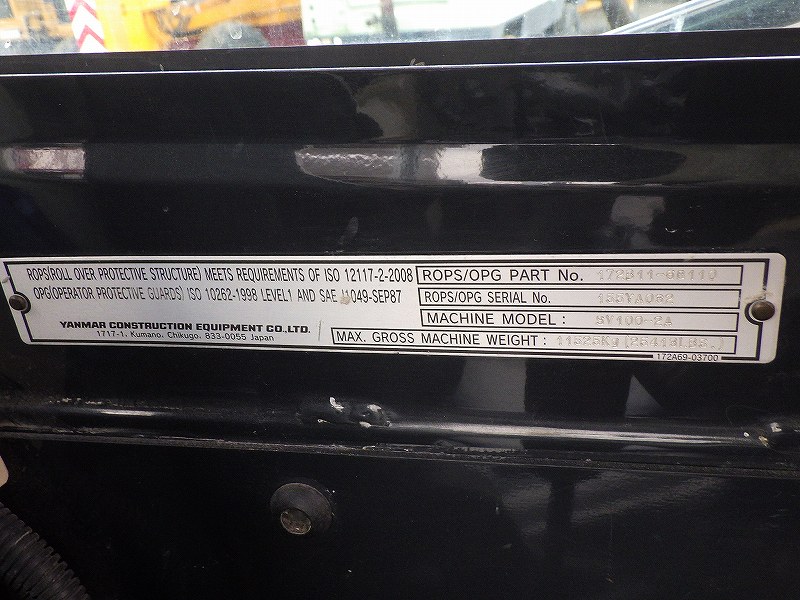 ROPS(ROLL OVER PROTECTIVE STRUCTURE) MEETS REQUIREMENTS OF ISO 12117-2-2008
OPG(OPERATOR PROTECTIVE GUARDS) ISO 10262-1998 LEVEL1 AND SAE J1049-SEP87
YANMAR CONSTRUCTION EQUIPMENT CO.,LTD.
1717-1, Kumano, Chikugo, 833-0055 Japan
ROPS/OPG PART No.
ROPS/OPG SERIAL No.
MACHINE MODEL :
MAX. GROSS MACHINE WEIGHT :
172A69-03700